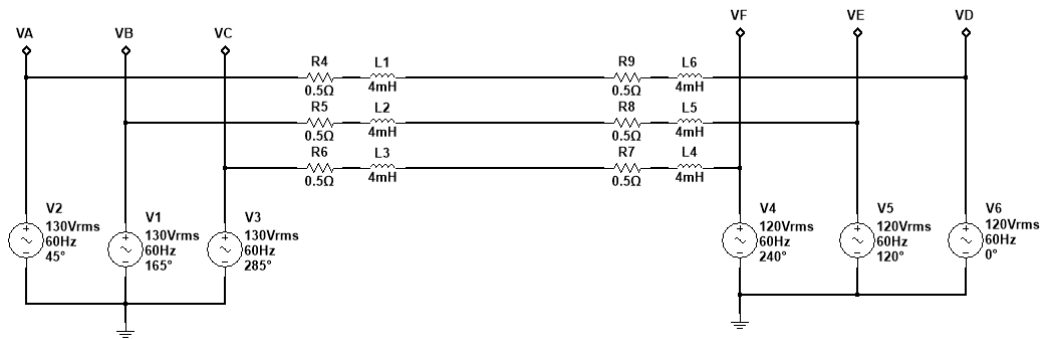 VA
VB
VC
VF
VE
VD
R4
0.5Ω
L1
4mH
R9
0.5Ω
L6
4mH
R5
0.5Ω
L2
4mH
R8
0.5Ω
L5
4mH
R6
0.5Ω
L3
4mH
R7
0.5Ω
L4
4mH
V2
130Vrms
60Hz
45°
V1
130Vrms
60Hz
165°
V3
130Vrms
60Hz
285°
V4
120Vrms
60Hz
240°
V5
120Vrms
60Hz
120°
V6
120Vrms
60Hz
0°